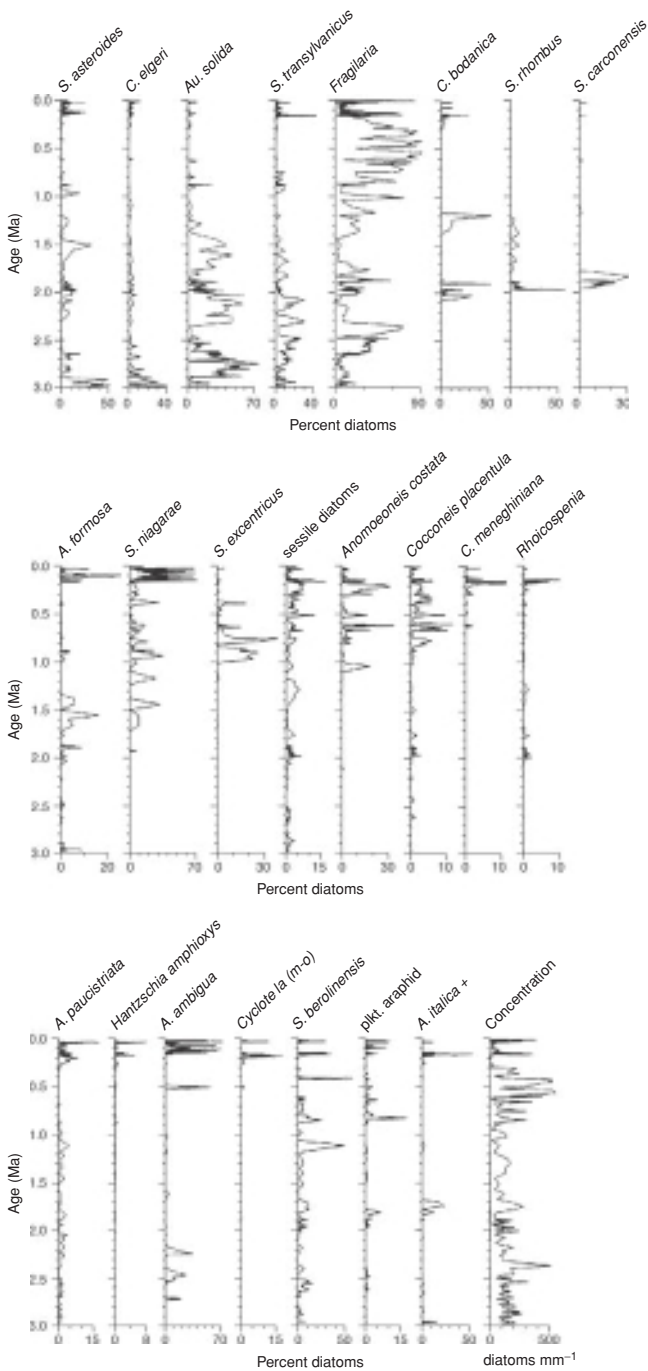 S. asteroides C. elgeri Au. solida S. transylvanicus Fragilaria C. bodanica S. rhombus S. carconensis
Age (Ma)
0.0
0.5
1.0
1.5
2.0
2.5
3.0
0 50 0 40 0 70 0 40 0 90 0 50 0 60 0 30
Percent diatoms
A. formosa S. niagarae S. excentricus sessile diatoms Anomoeoneis costata Cocconeis placentula C. meneghiniana Rhoicospenia
Age (Ma)
0.0
0.5
1.0
1.5
2.0
2.5
3.0
0 20 0 70 0 30 0 15 0 30 0 10 0 10 0 10
Percent diatoms
A. paucistriata Hantzschia amphioxys A. ambigua Cyclote la (m-o) S. berolinensis plkt. araphid A. italica + Concentration
Age (Ma)
0.0
0.5
1.0
1.5
2.0
2.5
3.0
0 15 0 8 0 70 0 15 0 50 0 15 0 50 0 500
Percent diatoms diatoms mm⁻¹